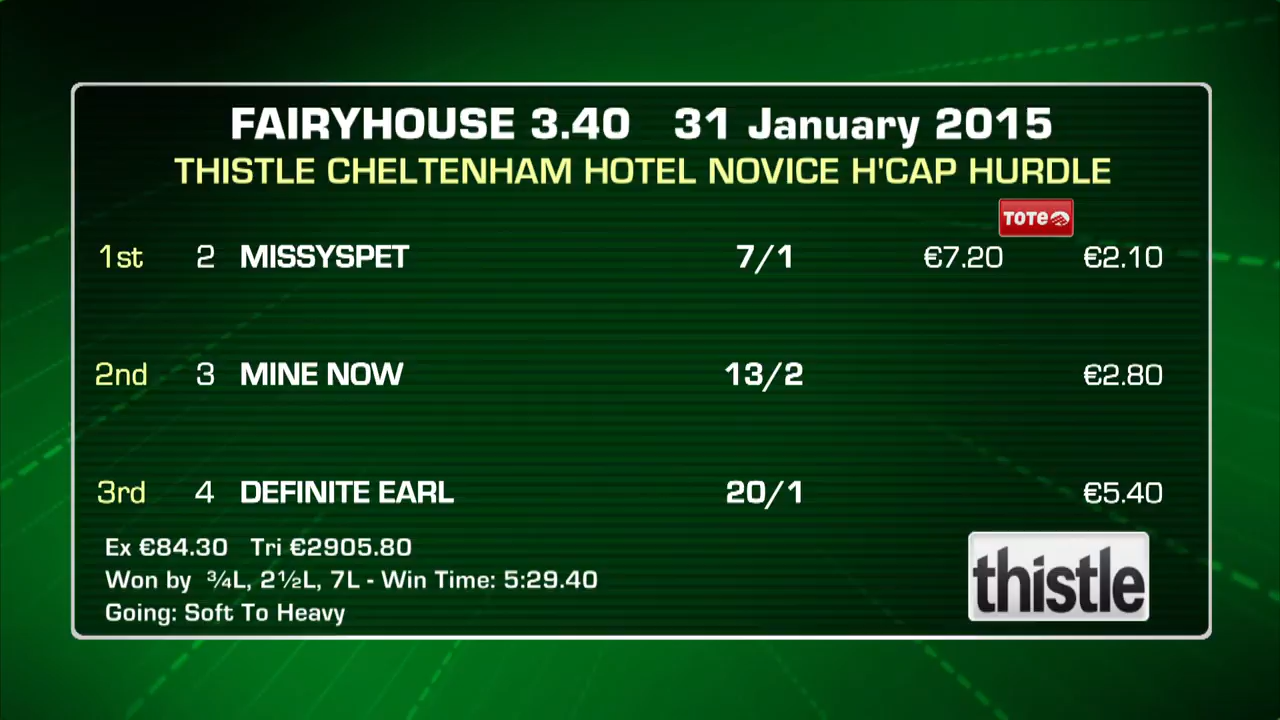 FAIRYHOUSE 3.40 31 January 2015
THISTLE CHELTENHAM HOTEL NOVICE H'CAP HURDLE
TOTE
1st 2 MISSYSPET 7/1 €7.20 €2.10
2nd 3 MINE NOW 13/2 €2.80
3rd 4 DEFINITE EARL 20/1 €5.40
Ex €84.30 Tri €2905.80
Won by ¾L, 2½L, 7L - Win Time: 5:29.40
Going: Soft To Heavy
thistle